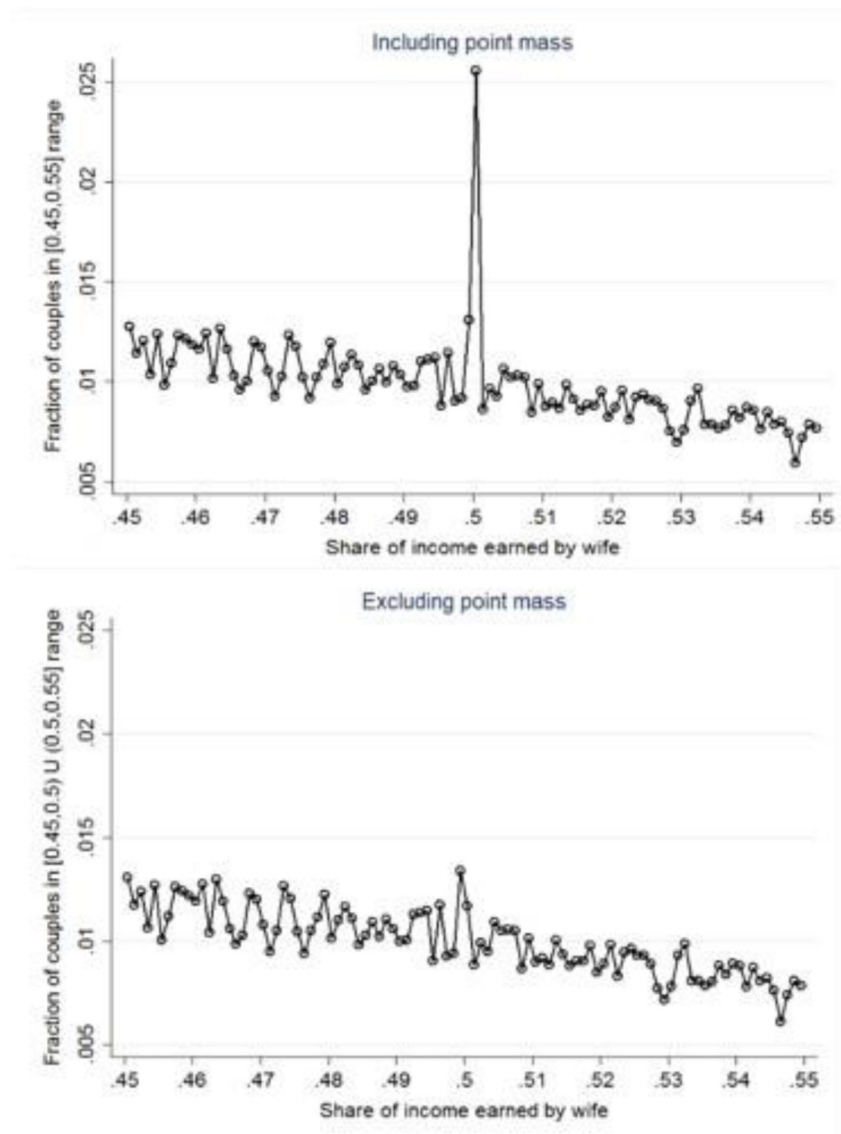 Including point mass
Fraction of couples in [0.45,0.55] range
.025
.02
.015
.01
.005
.45 .46 .47 .48 .49 .5 .51 .52 .53 .54 .55
Share of income earned by wife
Excluding point mass
Fraction of couples in [0.45,0.5) U (0.5,0.55] range
.025
.02
.015
.01
.005
.45 .46 .47 .48 .49 .5 .51 .52 .53 .54 .55
Share of income earned by wife